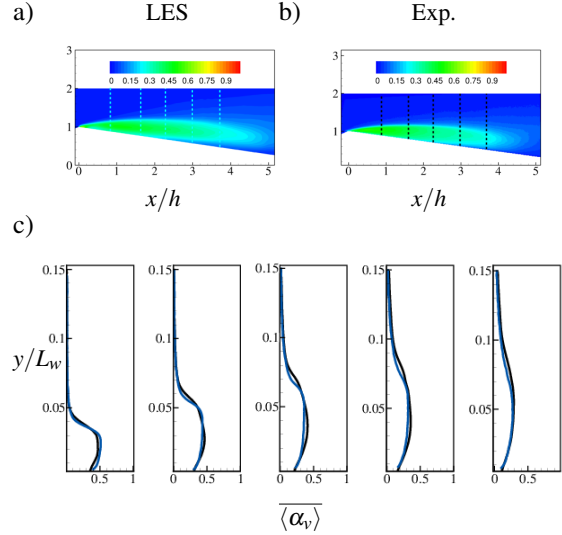 a) LES b) Exp.
3 3
0 0.15 0.3 0.45 0.6 0.75 0.9 0 0.15 0.3 0.45 0.6 0.75 0.9
2 2
1 1
0 0
0 1 2 3 4 5 0 1 2 3 4 5
x/h x/h
c)
0.15 0.15 0.15 0.15 0.15
0.1 0.1 0.1 0.1 0.1
y/L_w
0.05 0.05 0.05 0.05 0.05
0 0.5 1 0 0.5 1 0 0.5 1 0 0.5 1 0 0.5 1
⟨α_v⟩